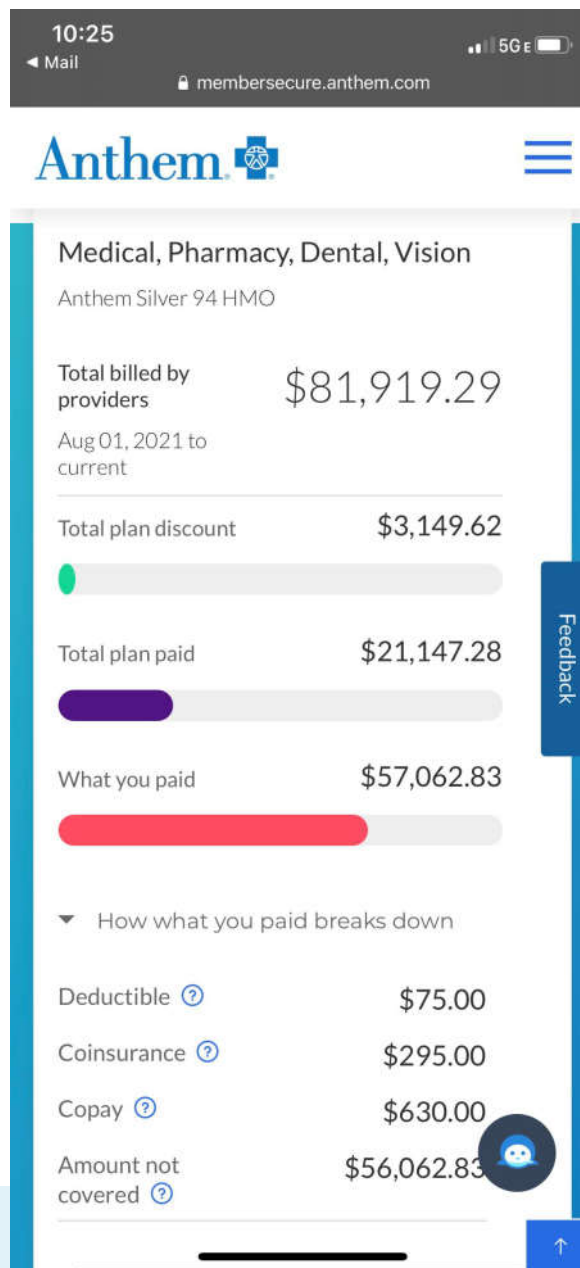 10:25
5G E
◀ Mail
membersecure.anthem.com
Anthem
Medical, Pharmacy, Dental, Vision
Anthem Silver 94 HMO
Total billed by
providers
$81,919.29
Aug 01, 2021 to
current
Total plan discount $3,149.62
Feedback
Total plan paid $21,147.28
What you paid $57,062.83
How what you paid breaks down
Deductible ? $75.00
Coinsurance ? $295.00
Copay ? $630.00
Amount not
covered ?
$56,062.83